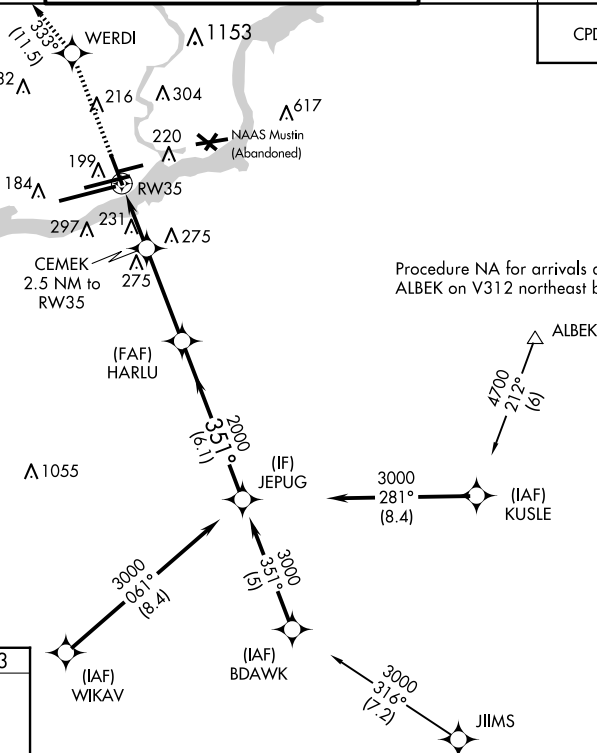 333°
(11.5)
WERDI
1153
CPD
32
216
304
617
220
NAAS Mustin
(Abandoned)
199
184
RW35
297
231
275
CEMEK
2.5 NM to
RW35
275
Procedure NA for arrivals a
ALBEK on V312 northeast b
ALBEK
(FAF)
HARLU
4700
212°
(6)
2000
351°
(6.1)
1055
(IF)
JEPUG
3000
281°
(8.4)
(IAF)
KUSLE
3000
061°
(8.4)
3000
351°
(5)
3
(IAF)
WIKAV
(IAF)
BDAWK
3000
316°
(7.2)
JIIMS